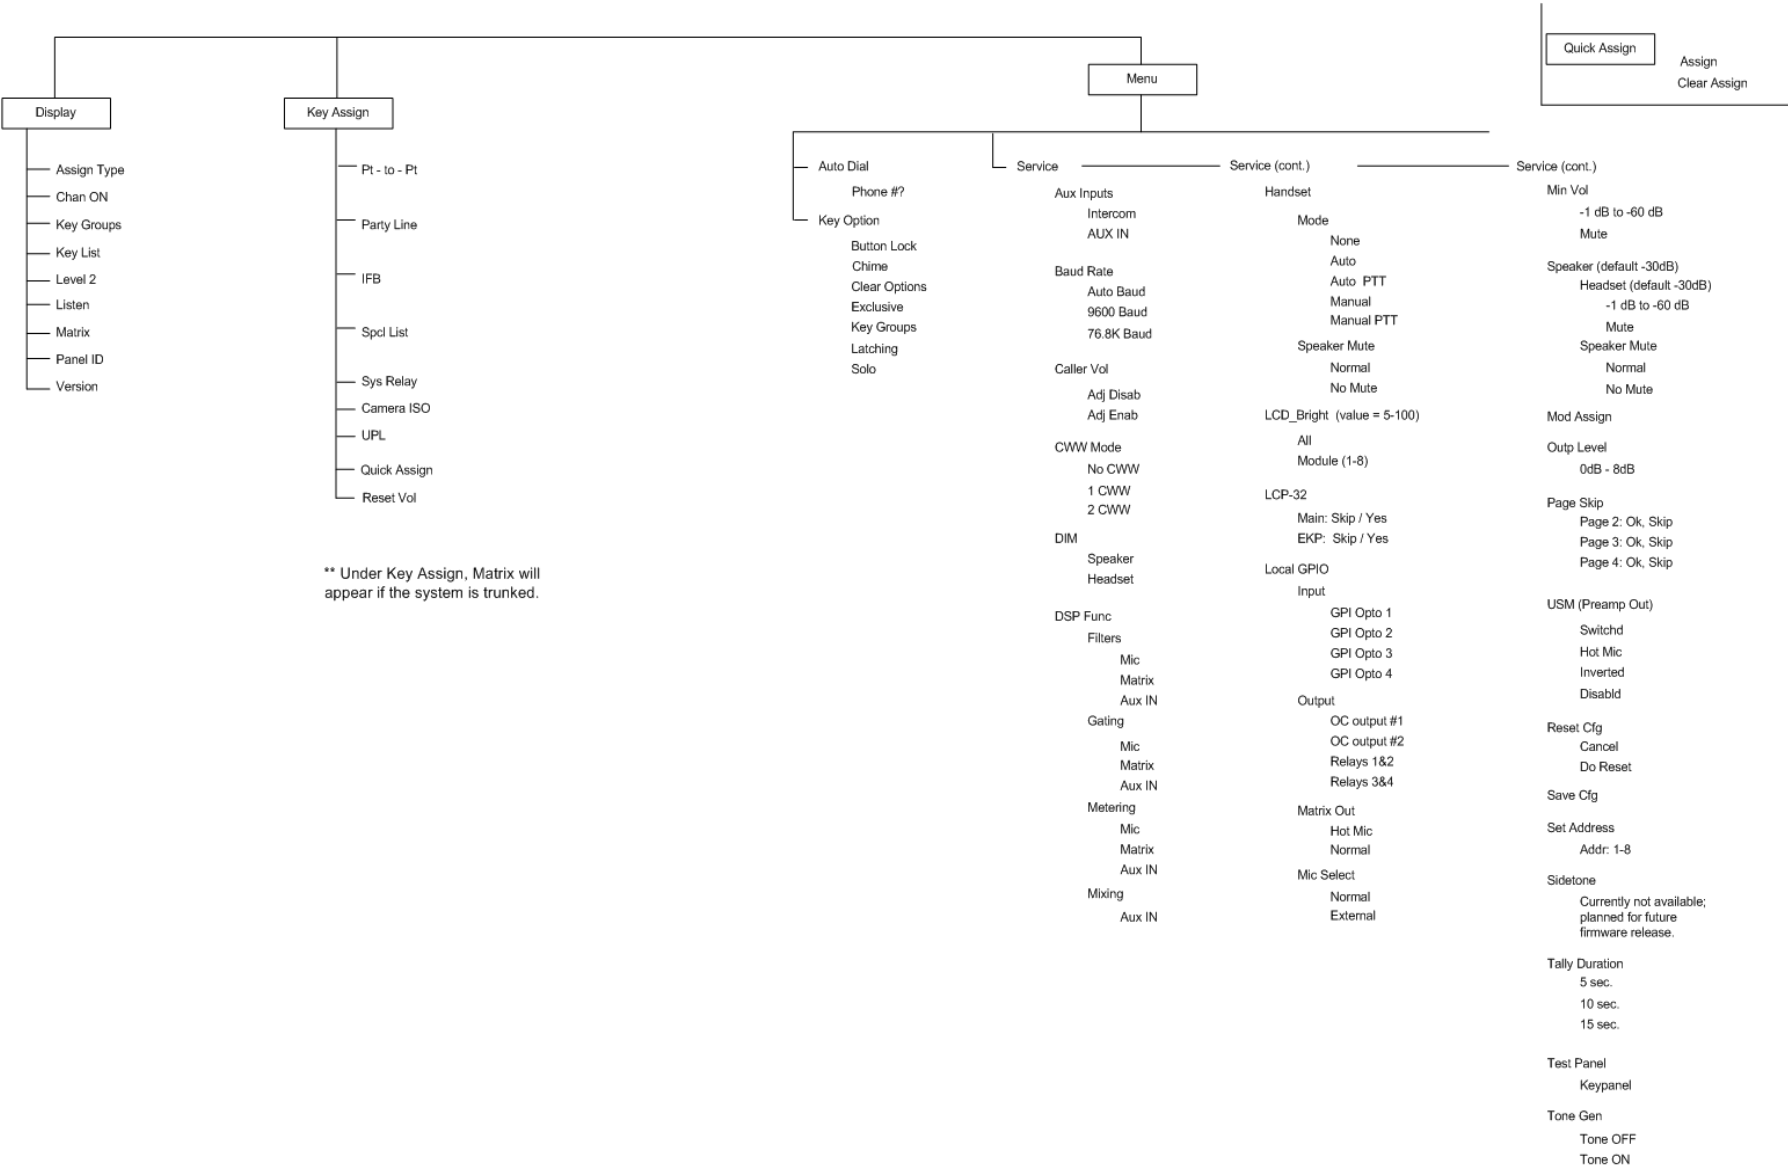 Quick Assign
Assign
Clear Assign
Menu
Display
Assign Type
Chan ON
Key Groups
Key List
Level 2
Listen
Matrix
Panel ID
Version
Key Assign
Pt - to - Pt
Party Line
IFB
Spcl List
Sys Relay
Camera ISO
UPL
Quick Assign
Reset Vol
** Under Key Assign, Matrix will
appear if the system is trunked.
Auto Dial
Phone #?
Key Option
Button Lock
Chime
Clear Options
Exclusive
Key Groups
Latching
Solo
Service
Aux Inputs
Intercom
AUX IN
Baud Rate
Auto Baud
9600 Baud
76.8K Baud
Caller Vol
Adj Disab
Adj Enab
CWW Mode
No CWW
1 CWW
2 CWW
DIM
Speaker
Headset
DSP Func
Filters
Mic
Matrix
Aux IN
Gating
Mic
Matrix
Aux IN
Metering
Mic
Matrix
Aux IN
Mixing
Aux IN
Service (cont.)
Handset
Mode
None
Auto
Auto PTT
Manual
Manual PTT
Speaker Mute
Normal
No Mute
LCD_Bright (value = 5-100)
All
Module (1-8)
LCP-32
Main: Skip / Yes
EKP: Skip / Yes
Local GPIO
Input
GPI Opto 1
GPI Opto 2
GPI Opto 3
GPI Opto 4
Output
OC output #1
OC output #2
Relays 1&2
Relays 3&4
Matrix Out
Hot Mic
Normal
Mic Select
Normal
External
Service (cont.)
Min Vol
-1 dB to -60 dB
Mute
Speaker (default -30dB)
Headset (default -30dB)
-1 dB to -60 dB
Mute
Speaker Mute
Normal
No Mute
Mod Assign
Outp Level
0dB - 8dB
Page Skip
Page 2: Ok, Skip
Page 3: Ok, Skip
Page 4: Ok, Skip
USM (Preamp Out)
Switchd
Hot Mic
Inverted
Disabld
Reset Cfg
Cancel
Do Reset
Save Cfg
Set Address
Addr: 1-8
Sidetone
Currently not available;
planned for future
firmware release.
Tally Duration
5 sec.
10 sec.
15 sec.
Test Panel
Keypanel
Tone Gen
Tone OFF
Tone ON